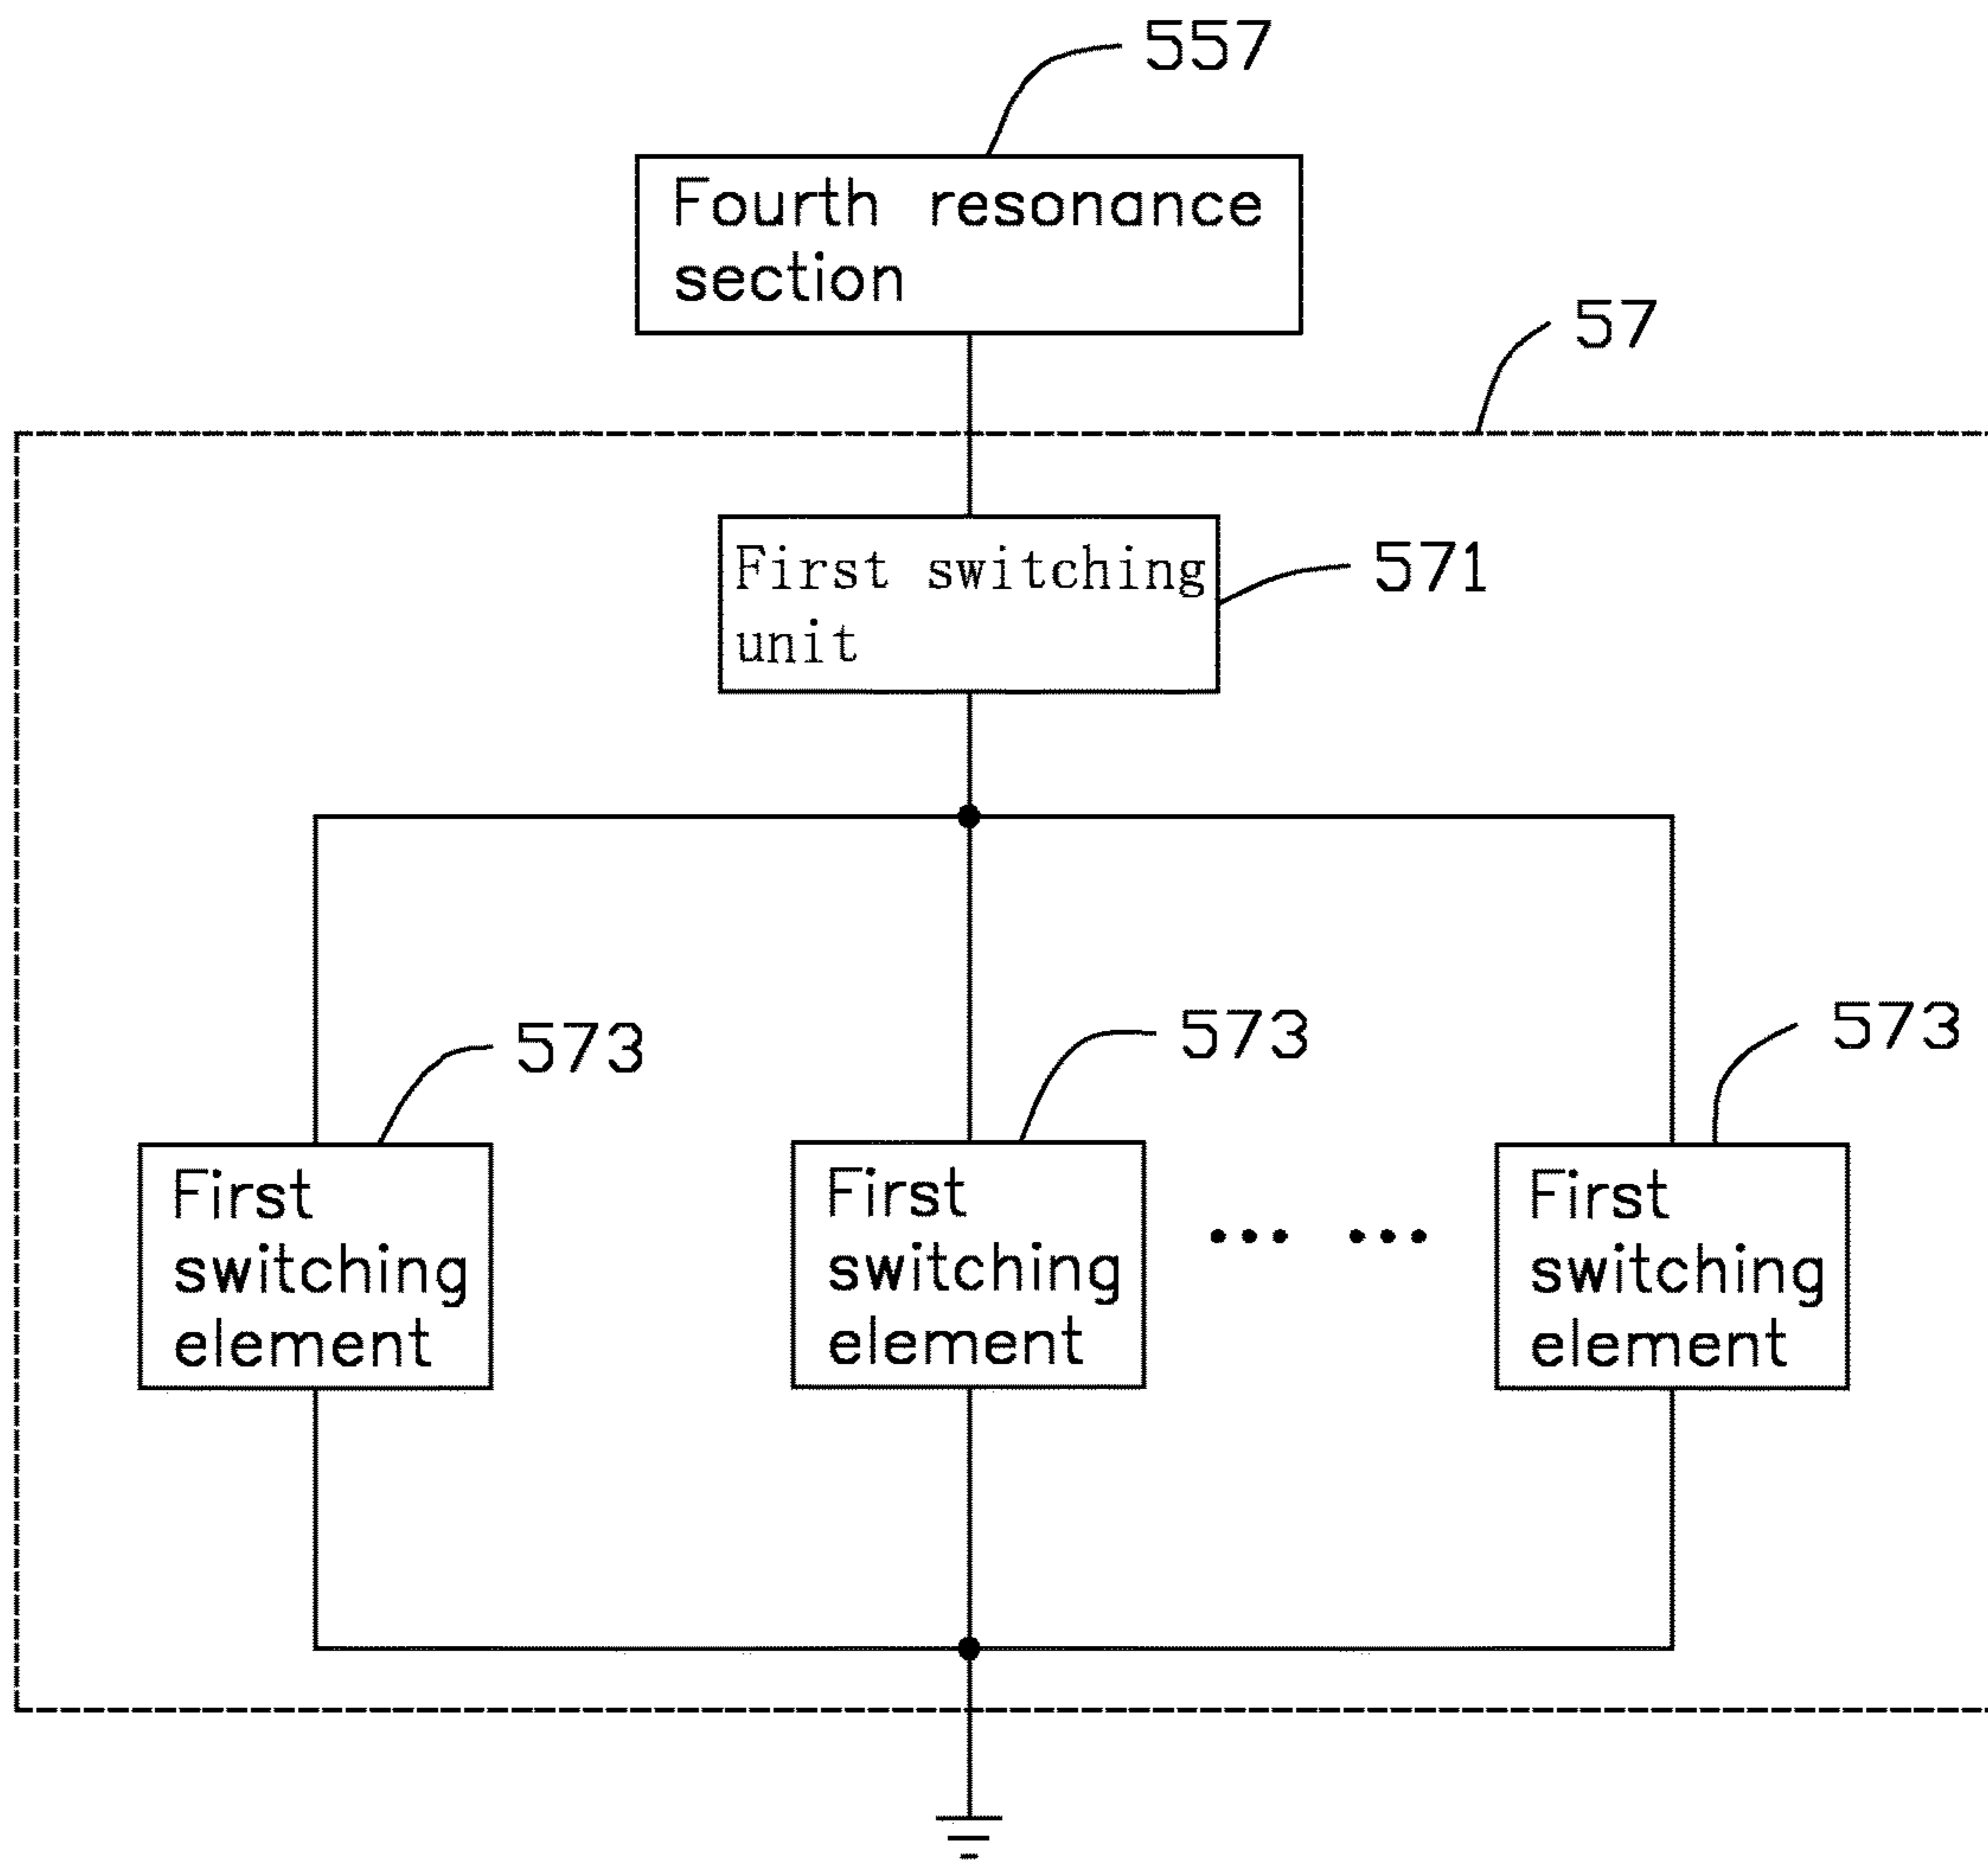 557
Fourth resonance
section
57
First switching
unit
571
573
573
573
First
switching
element
First
switching
element
... ...
First
switching
element